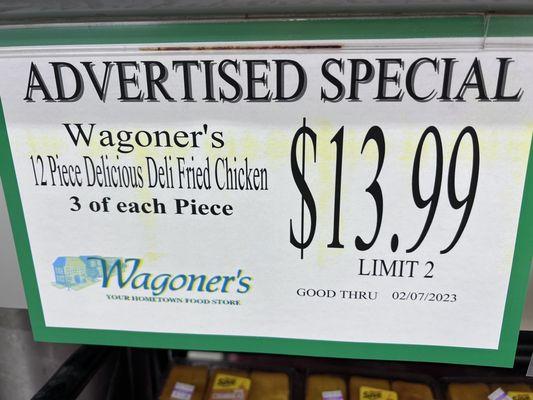 ADVERTISED SPECIAL
Wagoner's
12 Piece Delicious Deli Fried Chicken
3 of each Piece
$13.99
LIMIT 2
GOOD THRU 02/07/2023
Wagoner's
YOUR HOMETOWN FOOD STORE